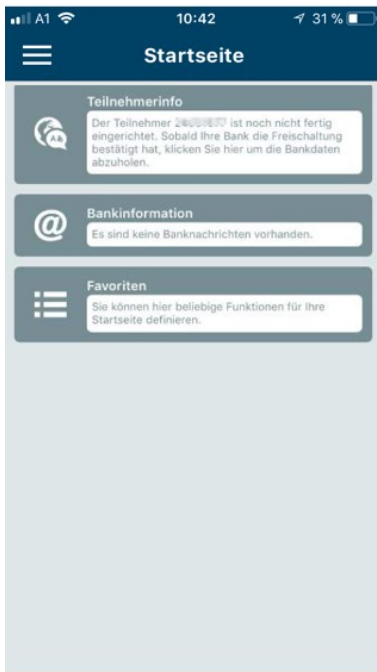 A1 10:42 31 %
Startseite
Teilnehmerinfo
Der Teilnehmer ist noch nicht fertig
eingerichtet. Sobald Ihre Bank die Freischaltung
bestätigt hat, klicken Sie hier um die Bankdaten
abzuholen.
@ Bankinformation
Es sind keine Banknachrichten vorhanden.
Favoriten
Sie können hier beliebige Funktionen für Ihre
Startseite definieren.